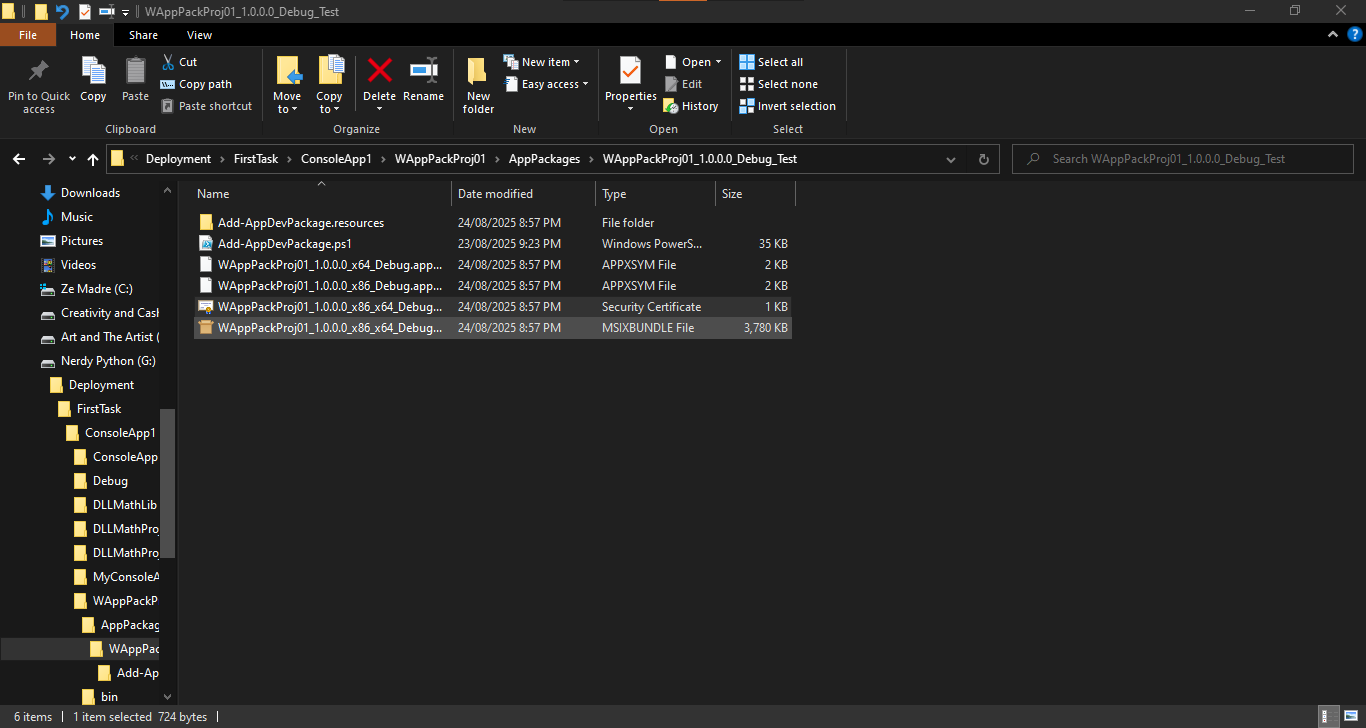 WAppPackProj01_1.0.0.0_Debug_Test
File Home Share View
Pin to Quick access
Copy
Paste
Cut
Copy path
Paste shortcut
Clipboard
Move to
Copy to
Delete
Rename
Organize
New folder
New item
Easy access
New
Properties
Open
Edit
History
Open
Select all
Select none
Invert selection
Select
« Deployment › FirstTask › ConsoleApp1 › WAppPackProj01 › AppPackages › WAppPackProj01_1.0.0.0_Debug_Test
Search WAppPackProj01_1.0.0.0_Debug_Test
Downloads
Music
Pictures
Videos
Ze Madre (C:)
Creativity and Cash
Art and The Artist (
Nerdy Python (G:)
Deployment
FirstTask
ConsoleApp1
ConsoleApp
Debug
DLLMathLib
DLLMathPro
DLLMathPro
MyConsoleA
WAppPackP
AppPackag
WAppPac
Add-Ap
bin
Name Date modified Type Size
Add-AppDevPackage.resources 24/08/2025 8:57 PM File folder
Add-AppDevPackage.ps1 23/08/2025 9:23 PM Windows PowerS... 35 KB
WAppPackProj01_1.0.0.0_x64_Debug.app... 24/08/2025 8:57 PM APPXSYM File 2 KB
WAppPackProj01_1.0.0.0_x86_Debug.app... 24/08/2025 8:57 PM APPXSYM File 2 KB
WAppPackProj01_1.0.0.0_x86_x64_Debug... 24/08/2025 8:57 PM Security Certificate 1 KB
WAppPackProj01_1.0.0.0_x86_x64_Debug... 24/08/2025 8:57 PM MSIXBUNDLE File 3,780 KB
6 items 1 item selected 724 bytes